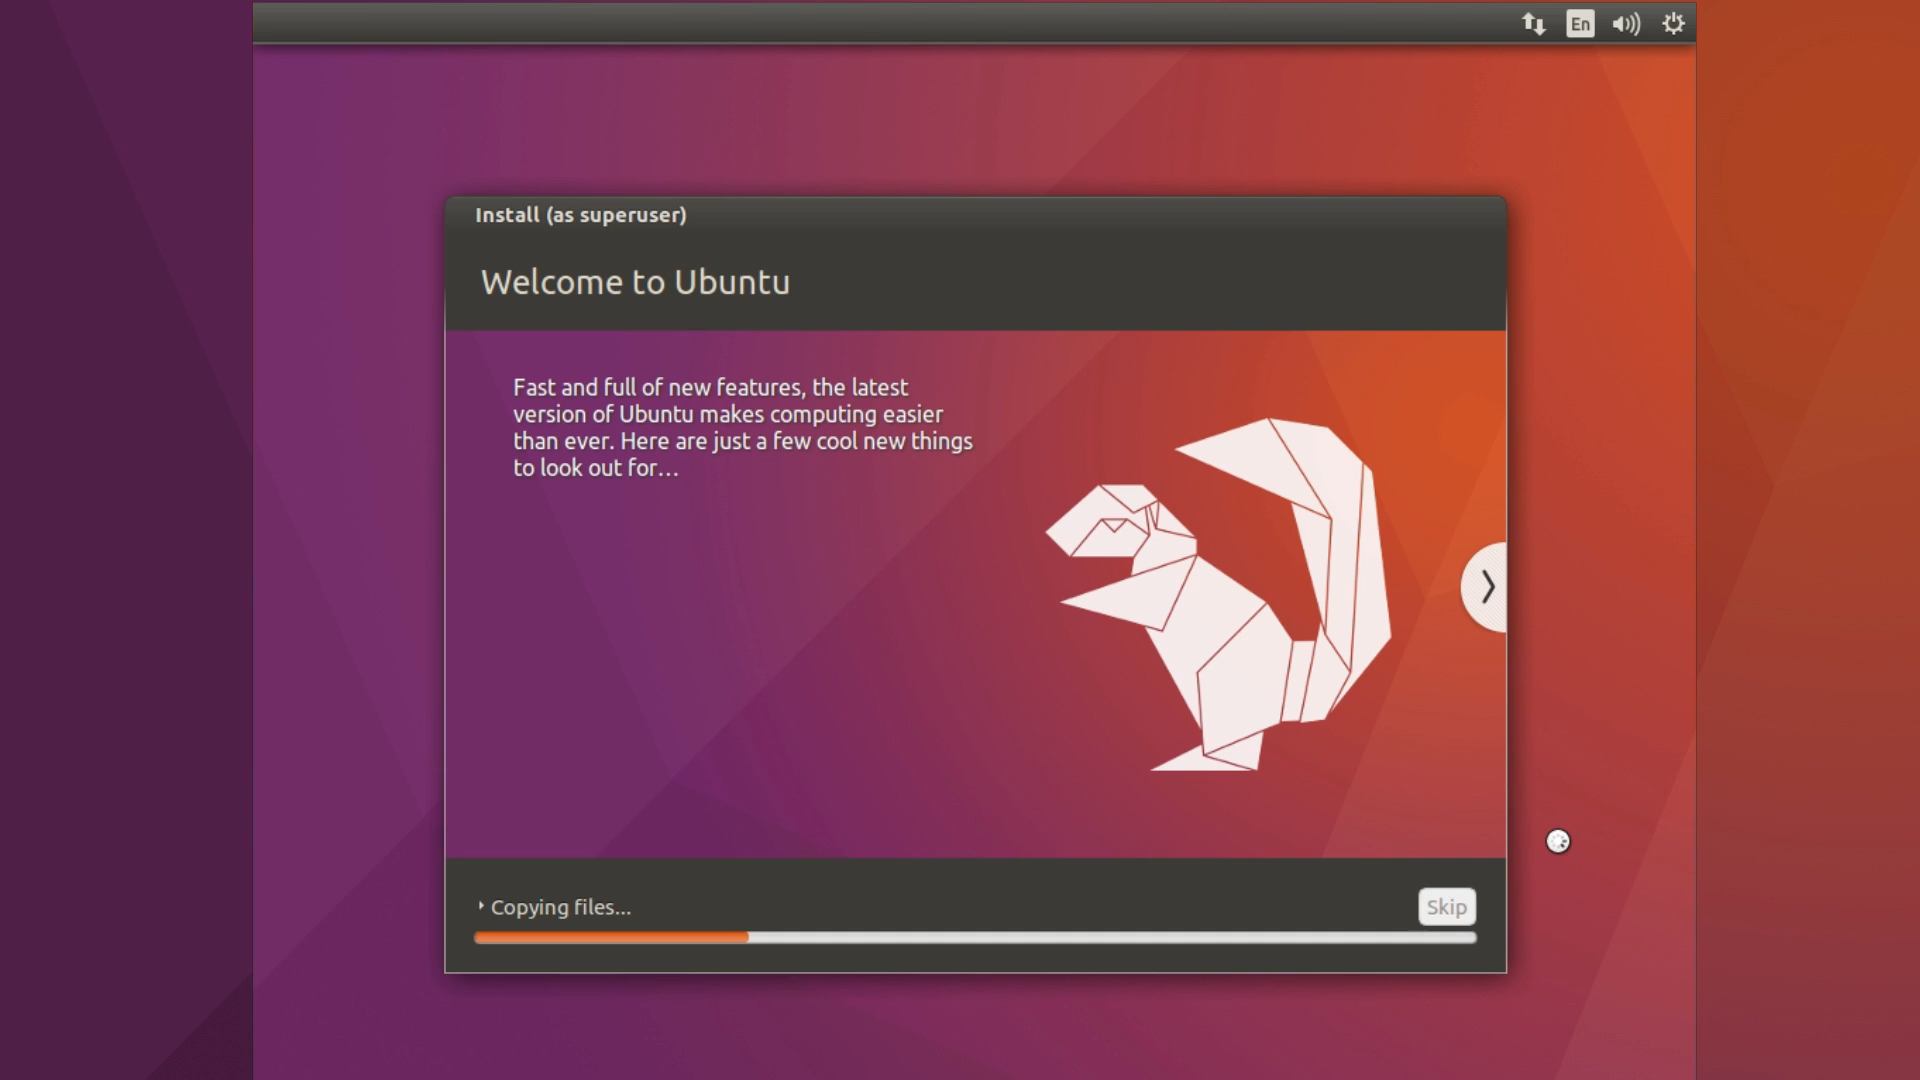 En
Install (as superuser)
Welcome to Ubuntu
Fast and full of new features, the latest
version of Ubuntu makes computing easier
than ever. Here are just a few cool new things
to look out for...
Copying files...
Skip